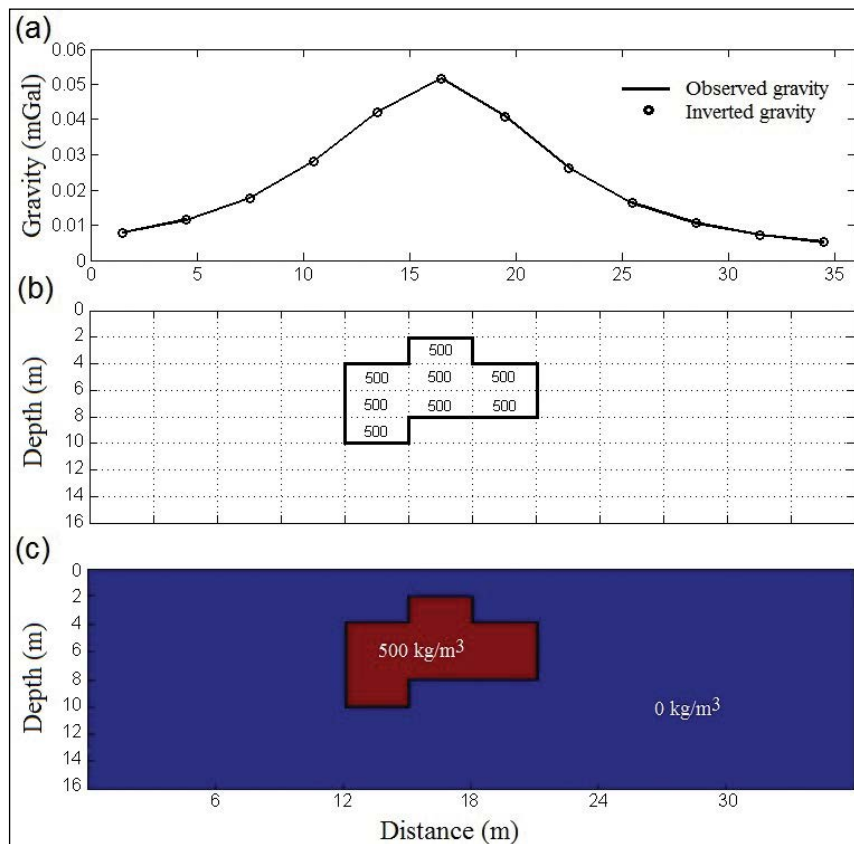 (a)
0.06
0.05
0.04
0.03
0.02
0.01
0
Gravity (mGal)
Observed gravity
Inverted gravity
0 5 10 15 20 25 30 35
(b)
0
2
4
6
8
10
12
14
16
Depth (m)
500
500 500 500
500 500 500
500
(c)
0
2
4
6
8
10
12
14
16
Depth (m)
500 kg/m³
0 kg/m³
6 12 18 24 30
Distance (m)